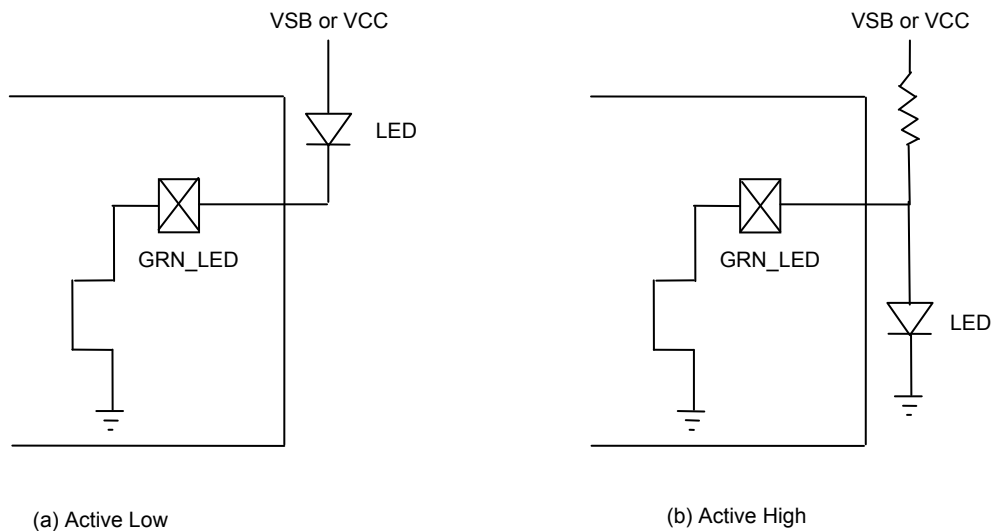 VSB or VCC
LED
GRN_LED
(a) Active Low
VSB or VCC
GRN_LED
LED
(b) Active High